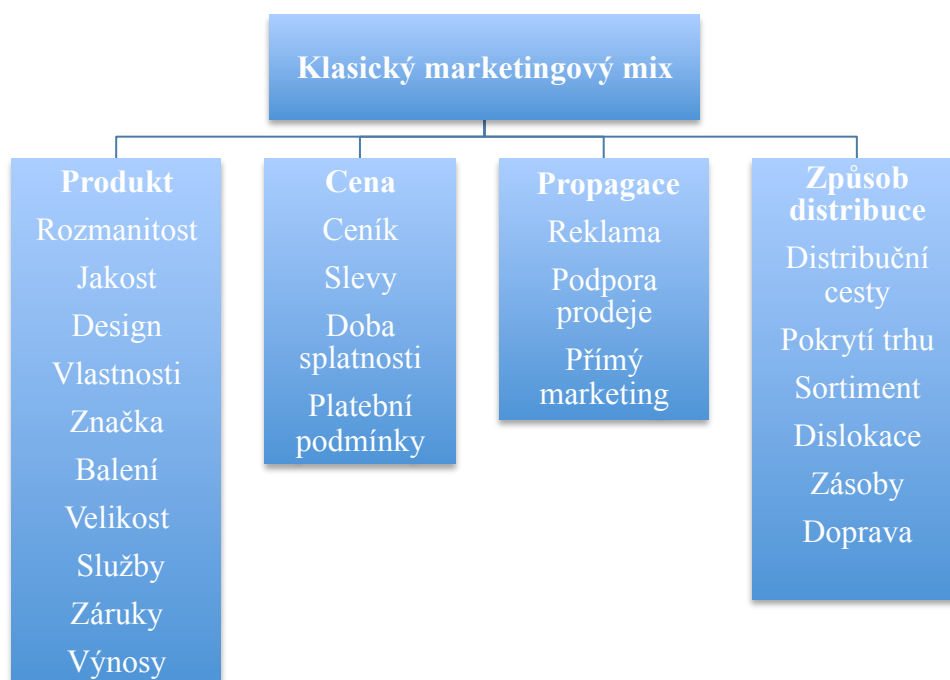 Klasický marketingový mix
Produkt
Rozmanitost
Jakost
Design
Vlastnosti
Značka
Balení
Velikost
Služby
Záruky
Výnosy
Cena
Ceník
Slevy
Doba
splatnosti
Platební
podmínky
Propagace
Reklama
Podpora
prodeje
Přímý
marketing
Způsob
distribuce
Distribuční
cesty
Pokrytí trhu
Sortiment
Dislokace
Zásoby
Doprava